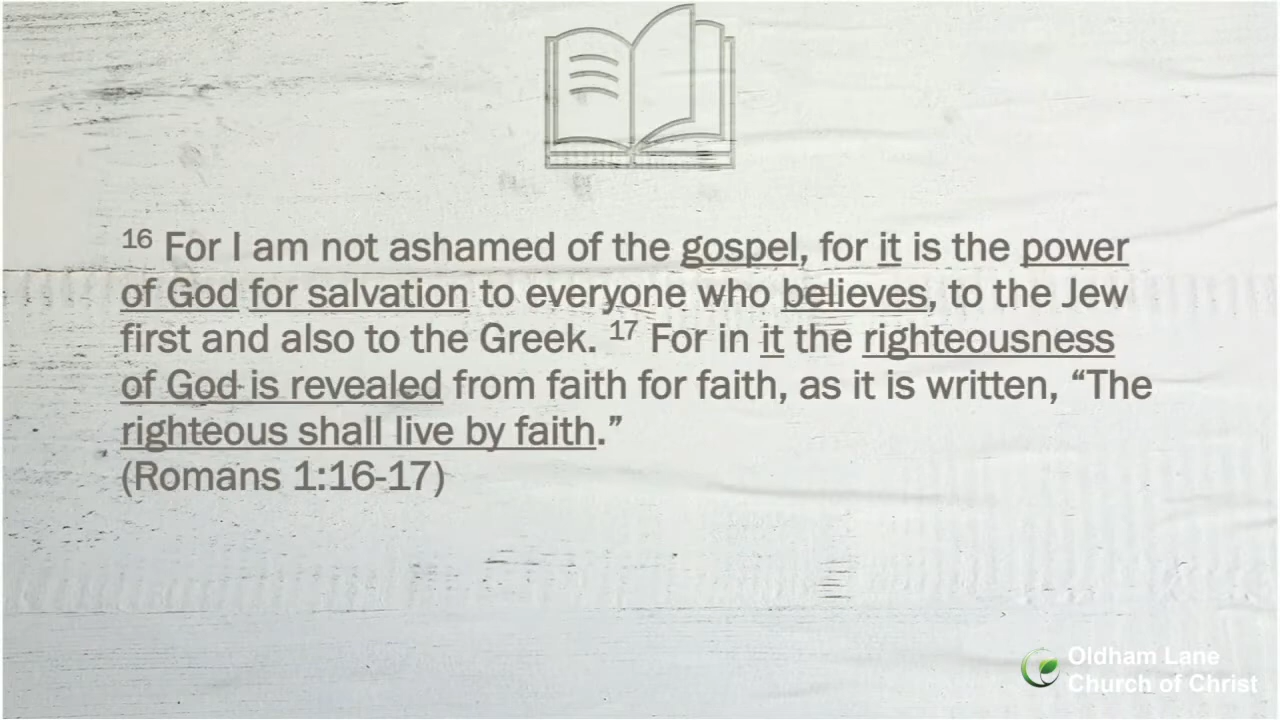 16 For I am not ashamed of the gospel, for it is the power
of God for salvation to everyone who believes, to the Jew
first and also to the Greek. 17 For in it the righteousness
of God is revealed from faith for faith, as it is written, “The
righteous shall live by faith.”
(Romans 1:16-17)
Oldham Lane
Church of Christ